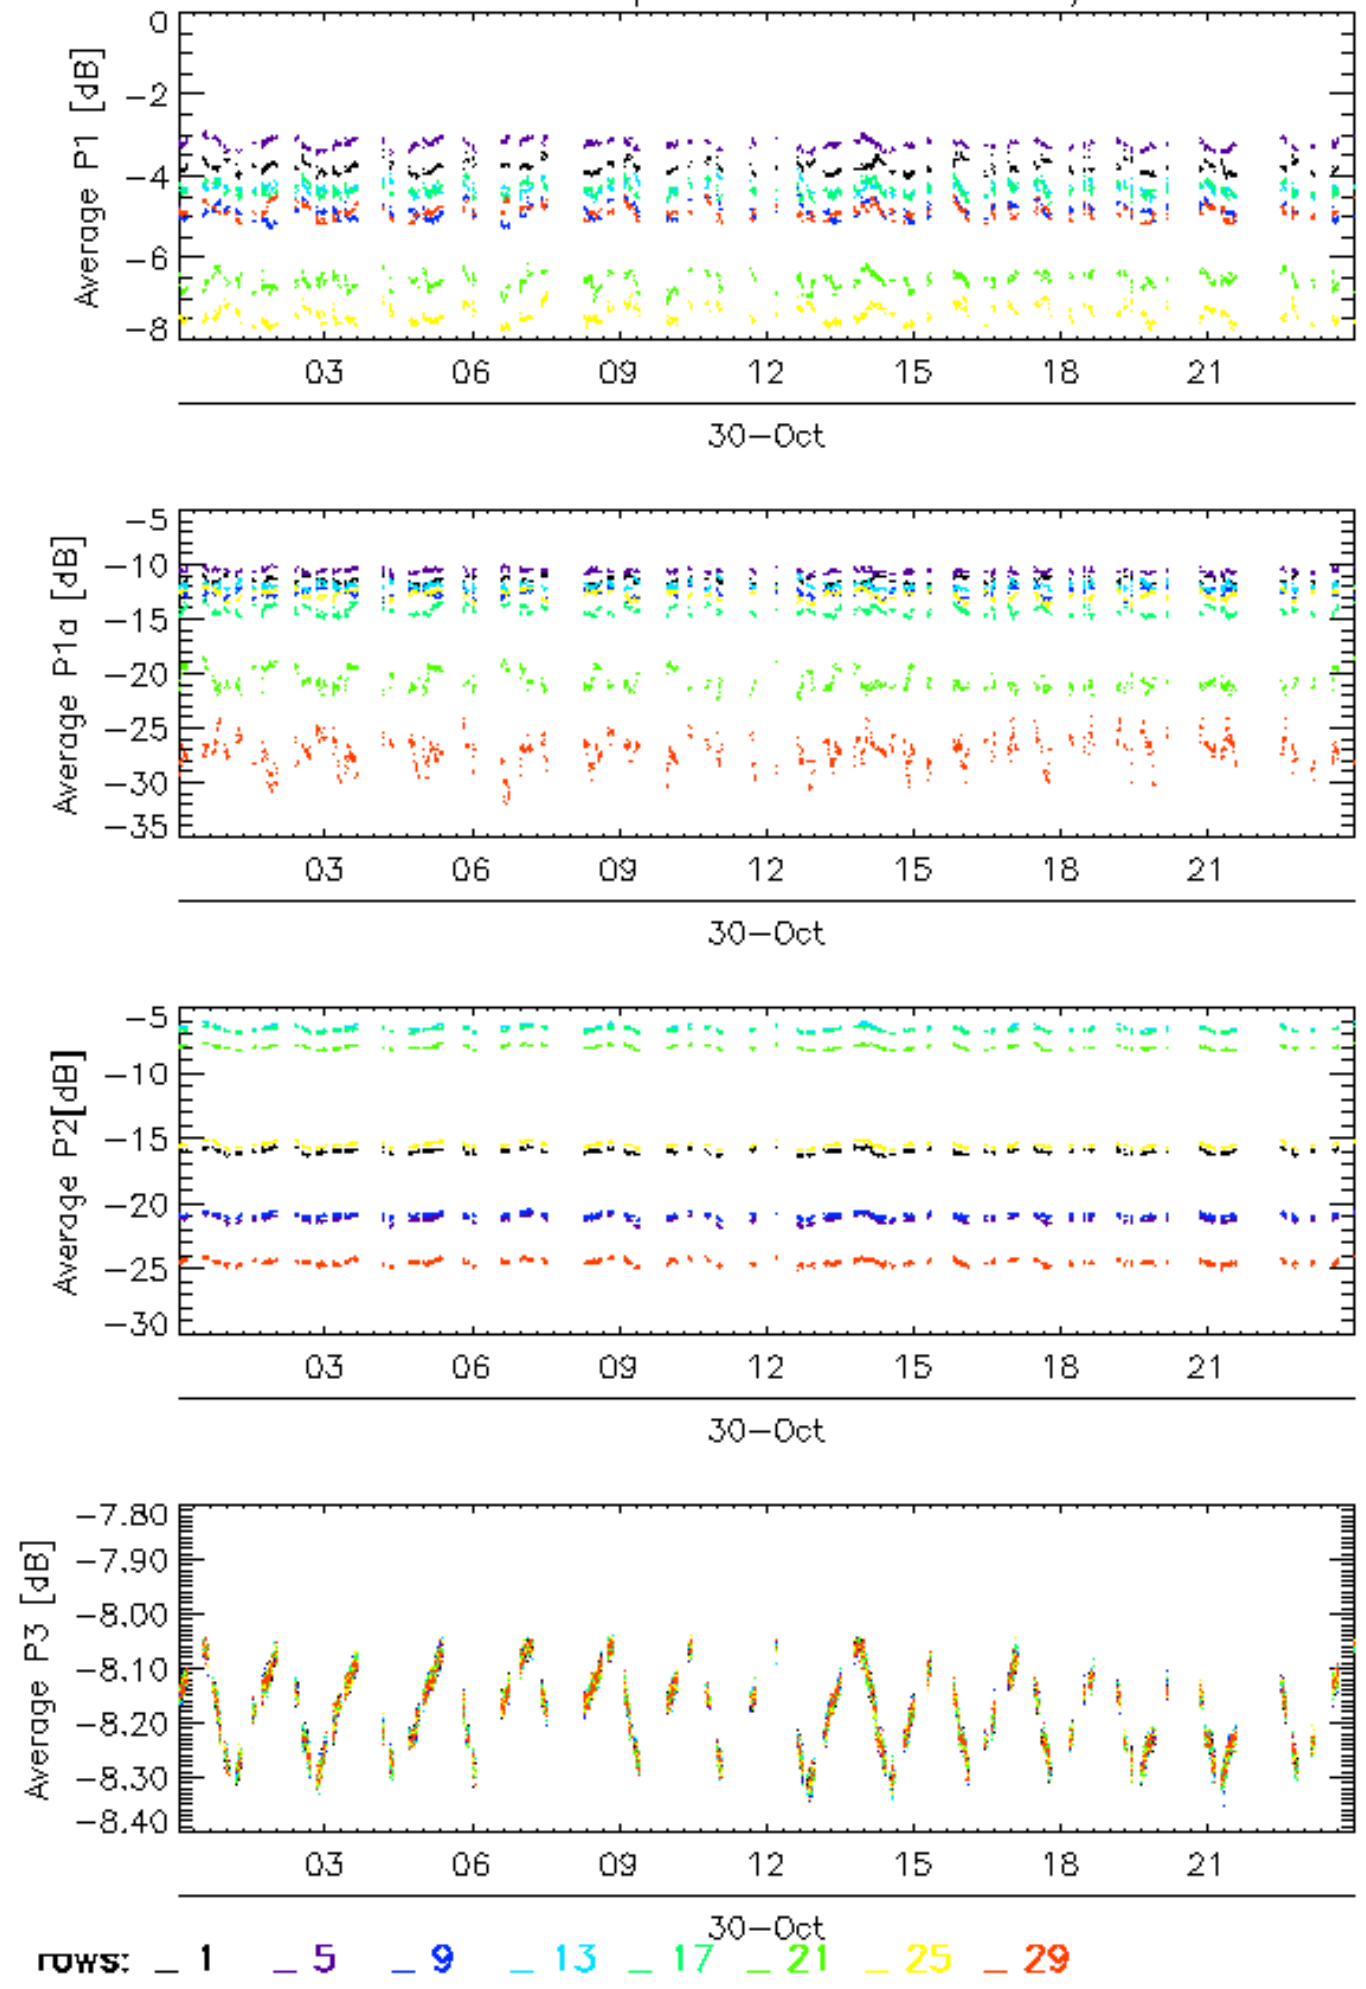 0
−2
−4
−6
−8
Average P1 [dB]
03 06 09 12 15 18 21
30−Oct
−5
−10
−15
−20
−25
−30
−35
Average P1a [dB]
03 06 09 12 15 18 21
30−Oct
−5
−10
−15
−20
−25
−30
Average P2[dB]
03 06 09 12 15 18 21
30−Oct
−7.80
−7.90
−8.00
−8.10
−8.20
−8.30
−8.40
Average P3 [dB]
03 06 09 12 15 18 21
30−Oct
rows: _ 1 _ 5 _ 9 _ 13 _ 17 _ 21 _ 25 _ 29